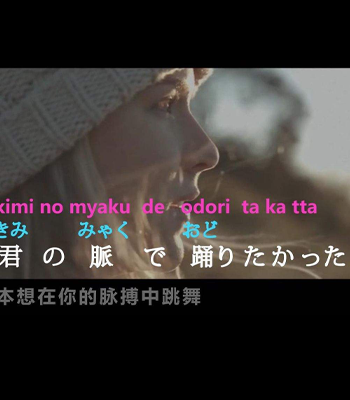 kimi no myaku de odori ta ka tta
きみ みゃく おど
君の脈で踊りたかった
本想在你的脉搏中跳舞